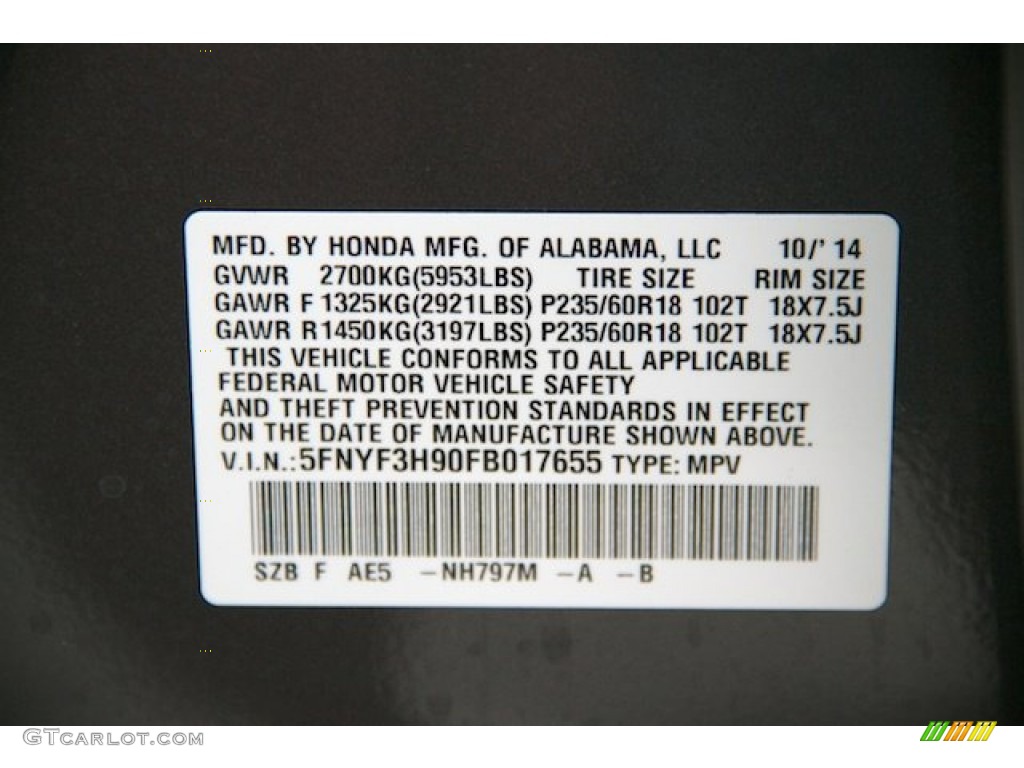 MFD. BY HONDA MFG. OF ALABAMA, LLC 10/' 14
GVWR 2700KG(5953LBS) TIRE SIZE RIM SIZE
GAWR F 1325KG(2921LBS) P235/60R18 102T 18X7.5J
GAWR R1450KG(3197LBS) P235/60R18 102T 18X7.5J
THIS VEHICLE CONFORMS TO ALL APPLICABLE
FEDERAL MOTOR VEHICLE SAFETY
AND THEFT PREVENTION STANDARDS IN EFFECT
ON THE DATE OF MANUFACTURE SHOWN ABOVE.
V.I.N.:5FNYF3H90FB017655 TYPE: MPV
SZB F AE5 -NH797M -A -B
GTCARLOT.COM